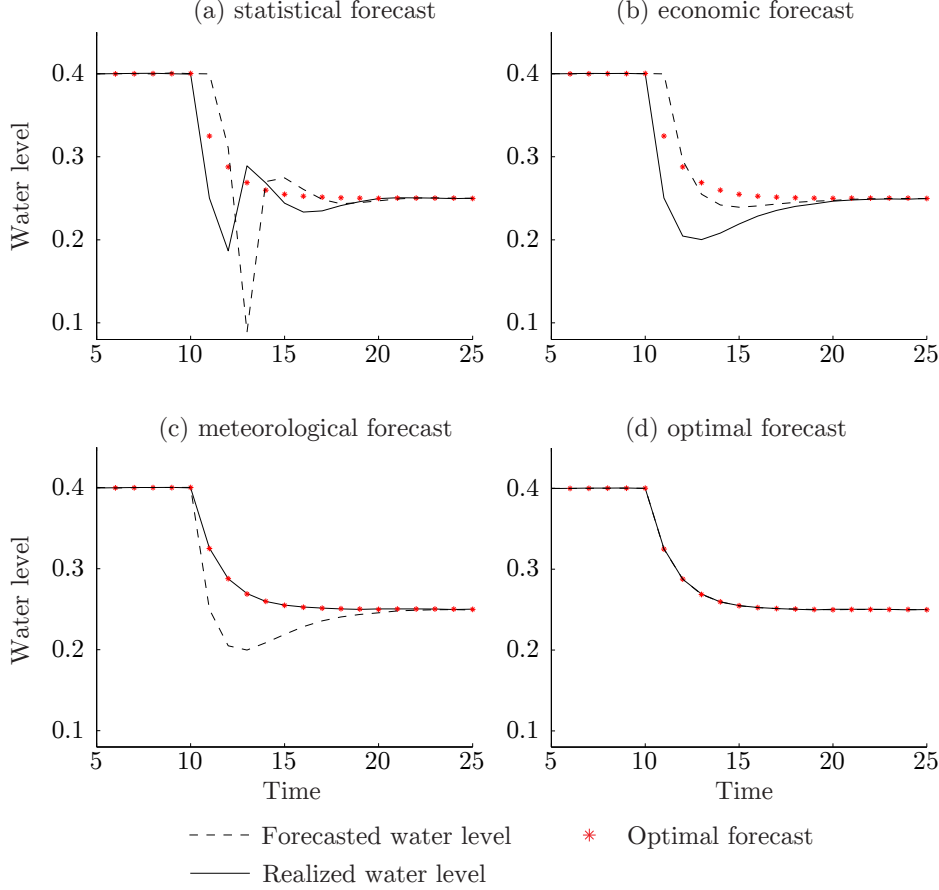 (a) statistical forecast
(b) economic forecast
0.4
0.3
0.2
0.1
Water level
5 10 15 20 25
0.4
0.3
0.2
0.1
5 10 15 20 25
(c) meteorological forecast
(d) optimal forecast
0.4
0.3
0.2
0.1
Water level
5 10 15 20 25
Time
0.4
0.3
0.2
0.1
5 10 15 20 25
Time
Forecasted water level
Optimal forecast
Realized water level